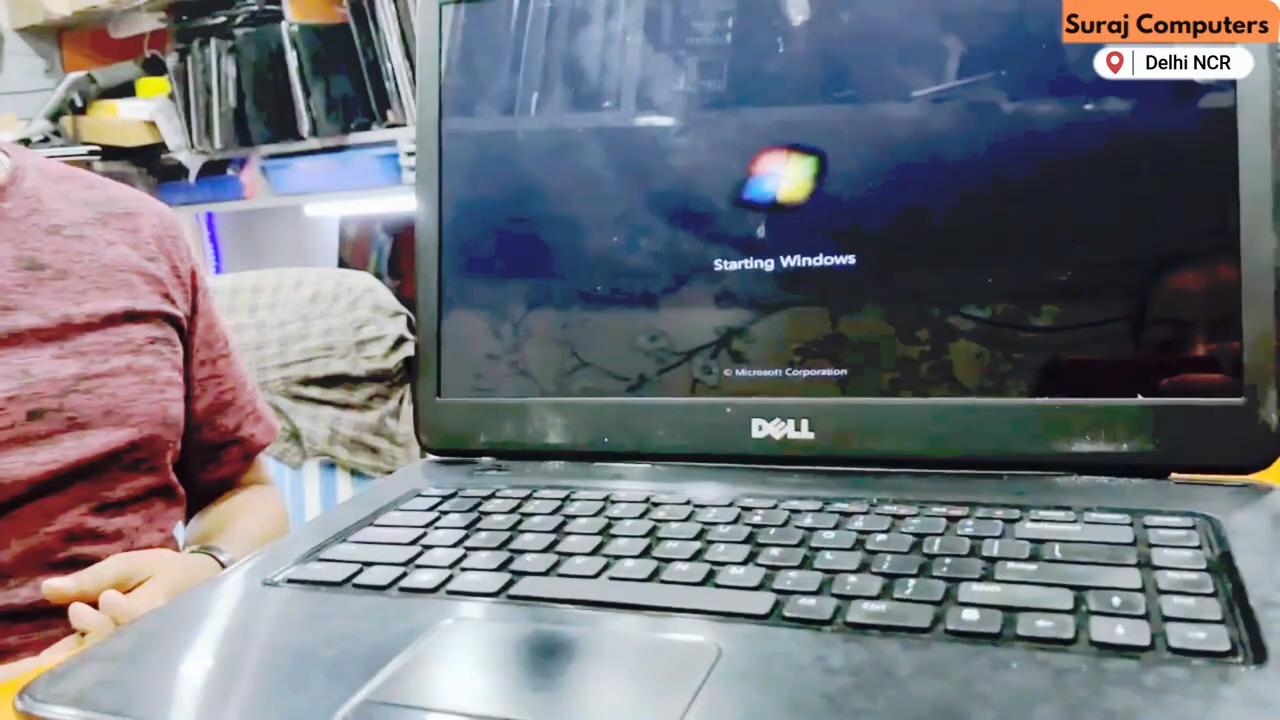 Suraj Computers
Delhi NCR
Starting Windows
© Microsoft Corporation
DELL